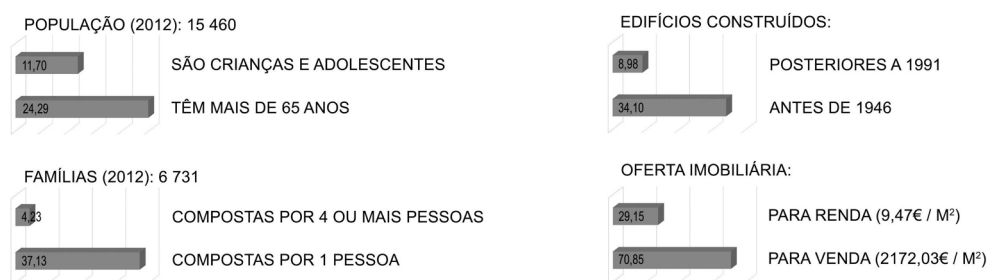 POPULAÇÃO (2012): 15 460
11,70 SÃO CRIANÇAS E ADOLESCENTES
24,29 TÊM MAIS DE 65 ANOS
FAMÍLIAS (2012): 6 731
4,23 COMPOSTAS POR 4 OU MAIS PESSOAS
37,13 COMPOSTAS POR 1 PESSOA
EDIFÍCIOS CONSTRUÍDOS:
8,98 POSTERIORES A 1991
34,10 ANTES DE 1946
OFERTA IMOBILIÁRIA:
29,15 PARA RENDA (9,47€ / M²)
70,85 PARA VENDA (2172,03€ / M²)